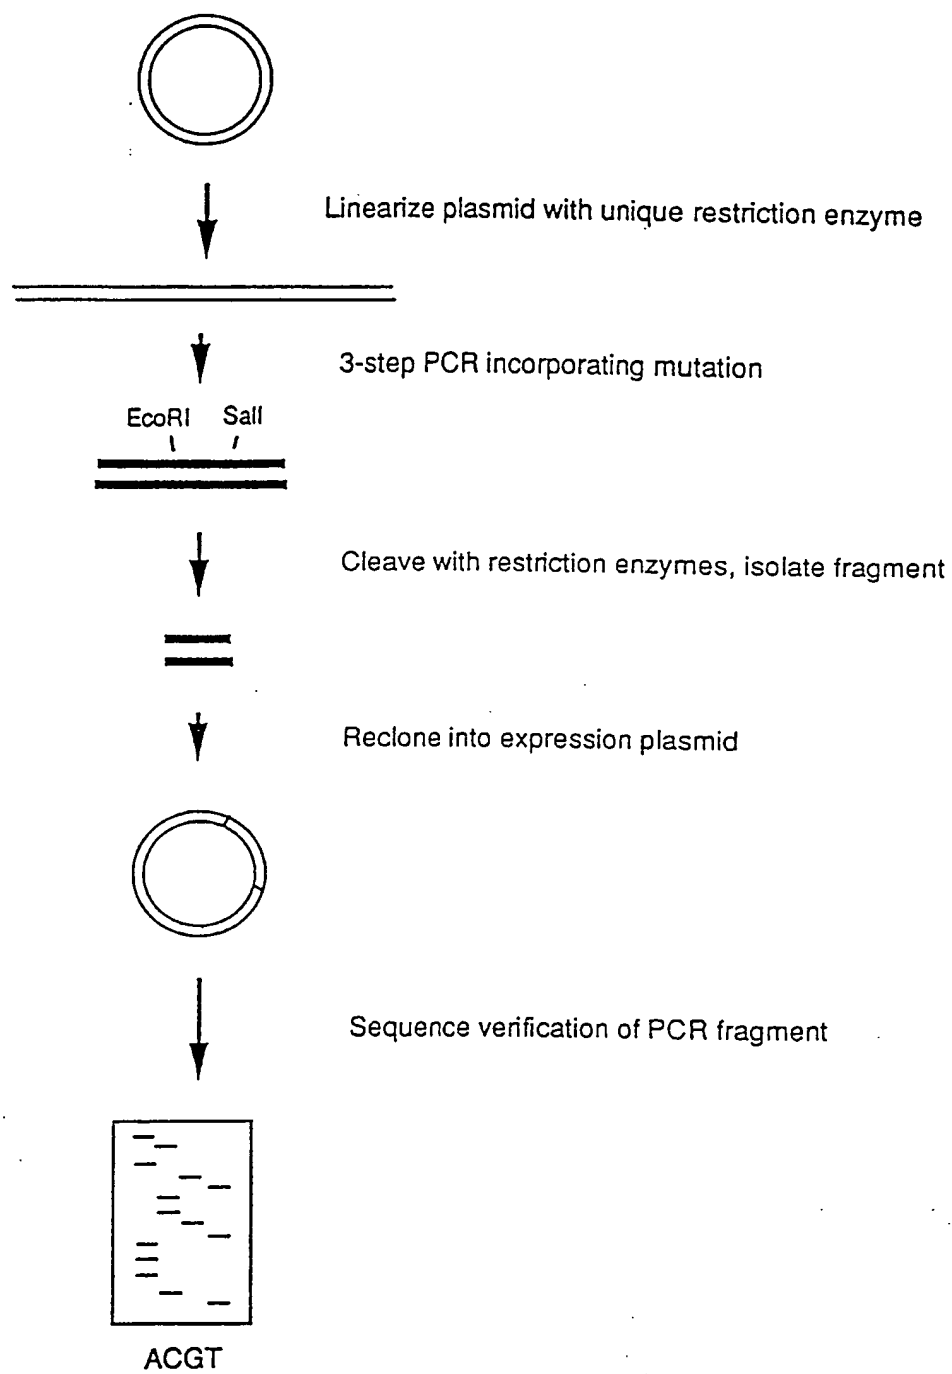 Linearize plasmid with unique restriction enzyme
3-step PCR incorporating mutation
EcoRI SalI
Cleave with restriction enzymes, isolate fragment
Reclone into expression plasmid
Sequence verification of PCR fragment
ACGT